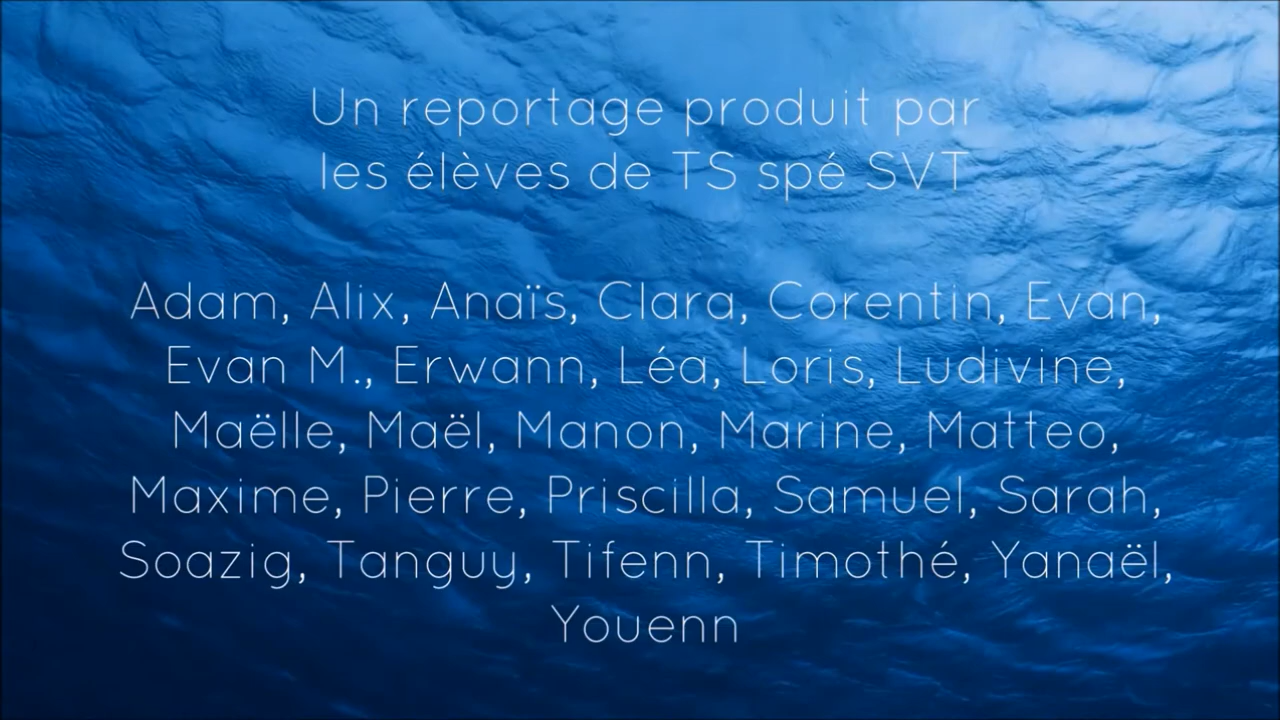 Un reportage produit par
les élèves de TS spé SVT
Adam, Alix, Anaïs, Clara, Corentin, Evan,
Evan M., Erwann, Léa, Loris, Ludivine,
Maëlle, Maël, Manon, Marine, Matteo,
Maxime, Pierre, Priscilla, Samuel, Sarah,
Soazig, Tanguy, Tifenn, Timothé, Yanaël,
Youenn